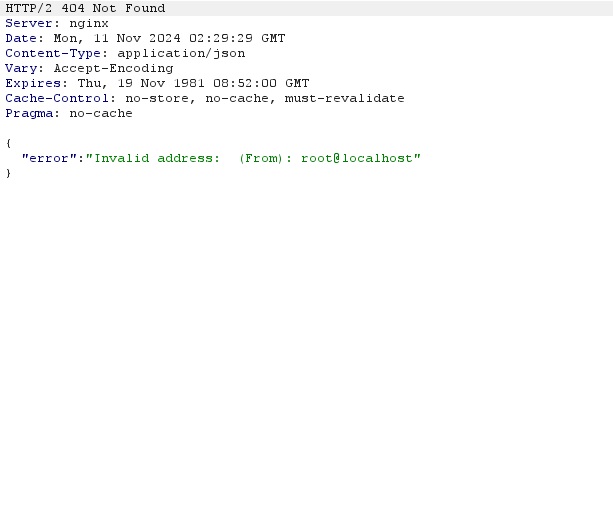 HTTP/2 404 Not Found
Server: nginx
Date: Mon, 11 Nov 2024 02:29:29 GMT
Content-Type: application/json
Vary: Accept-Encoding
Expires: Thu, 19 Nov 1981 08:52:00 GMT
Cache-Control: no-store, no-cache, must-revalidate
Pragma: no-cache

{
  "error":"Invalid address:  (From): root@localhost"
}